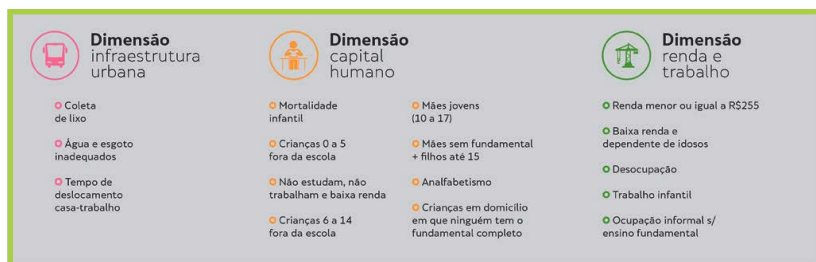 Dimensão
infraestrutura
urbana
Coleta
de lixo
Água e esgoto
inadequados
Tempo de
deslocamento
casa-trabalho
Dimensão
capital
humano
Mortalidade
infantil
Crianças 0 a 5
fora da escola
Não estudam, não
trabalham e baixa renda
Crianças 6 a 14
fora da escola
Mães jovens
(10 a 17)
Mães sem fundamental
+ filhos até 15
Analfabetismo
Crianças em domicílio
em que ninguém tem o
fundamental completo
Dimensão
renda e
trabalho
Renda menor ou igual a R$255
Baixa renda e
dependente de idosos
Desocupação
Trabalho infantil
Ocupação informal s/
ensino fundamental